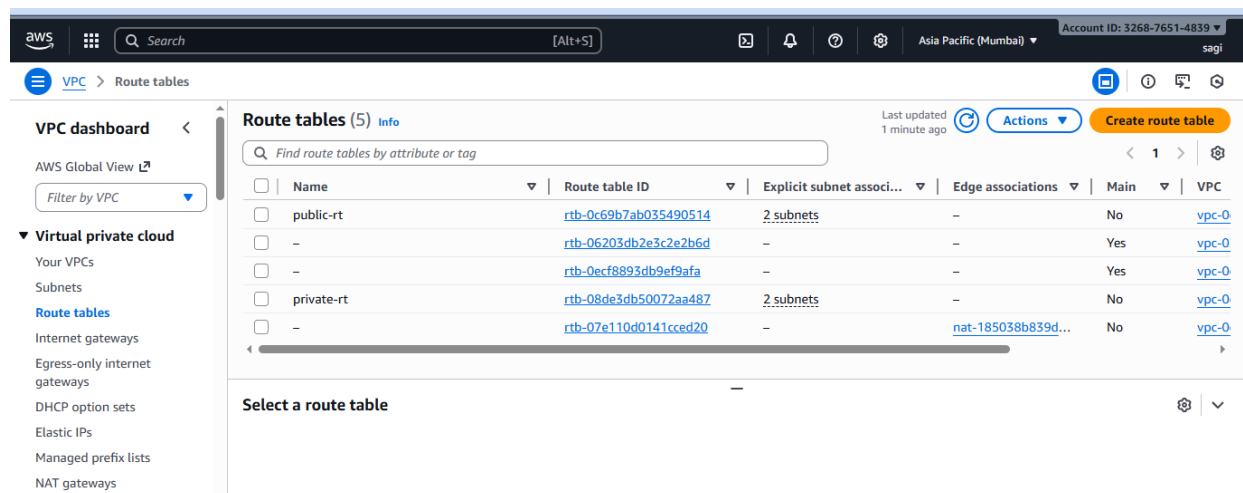 aws Search [Alt+S] Asia Pacific (Mumbai) ▼ Account ID: 3268-7651-4839 ▼
sagi
VPC > Route tables
VPC dashboard
AWS Global View
Filter by VPC
Virtual private cloud
Your VPCs
Subnets
Route tables
Internet gateways
Egress-only internet
gateways
DHCP option sets
Elastic IPs
Managed prefix lists
NAT gateways
Route tables (5) Info
Last updated
1 minute ago
Actions ▼
Create route table
Find route tables by attribute or tag
< 1 >
Name Route table ID Explicit subnet associ... Edge associations Main VPC
public-rt rtb-0c69b7ab035490514 2 subnets – No vpc-0
– rtb-06203db2e3c2e2b6d – – Yes vpc-0
– rtb-0ecf8893db9ef9afa – – Yes vpc-0
private-rt rtb-08de3db50072aa487 2 subnets – No vpc-0
– rtb-07e110d0141cced20 – nat-185038b839d... No vpc-0
Select a route table